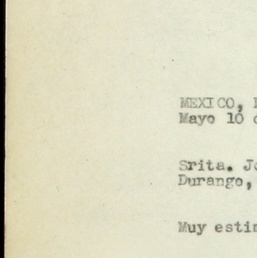 MEXICO,
Mayo 10
Srita.
Durango,
Muy